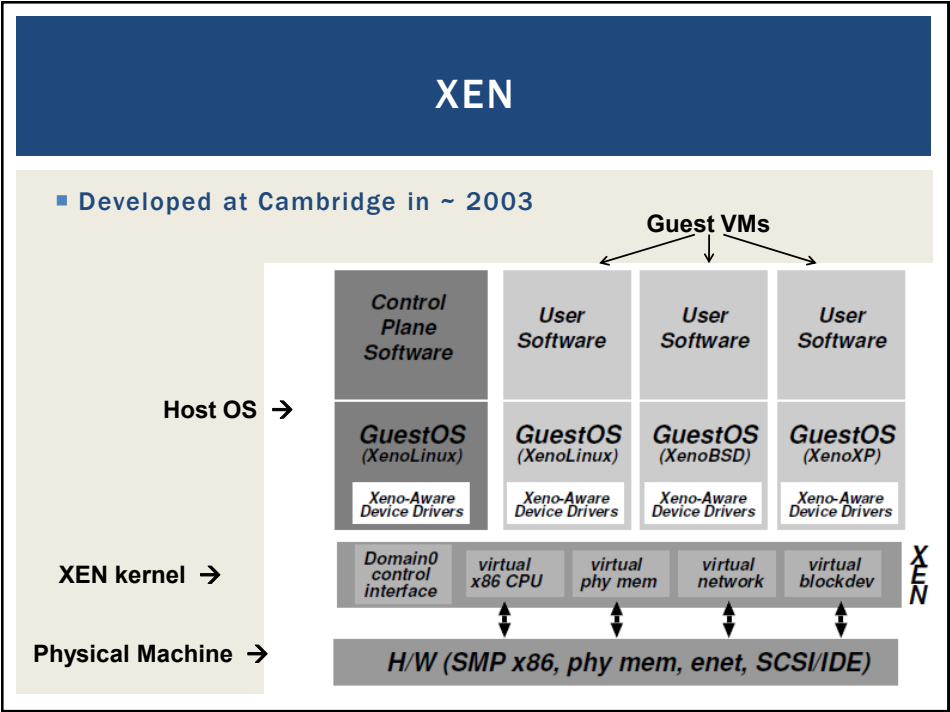 XEN
▪ Developed at Cambridge in ~ 2003
Guest VMs
Control
Plane
Software
User
Software
User
Software
User
Software
Host OS →
GuestOS
(XenoLinux)
Xeno-Aware
Device Drivers
GuestOS
(XenoLinux)
Xeno-Aware
Device Drivers
GuestOS
(XenoBSD)
Xeno-Aware
Device Drivers
GuestOS
(XenoXP)
Xeno-Aware
Device Drivers
XEN kernel →
Domain0
control
interface
virtual
x86 CPU
virtual
phy mem
virtual
network
virtual
blockdev
XEN
Physical Machine →
H/W (SMP x86, phy mem, enet, SCSI/IDE)